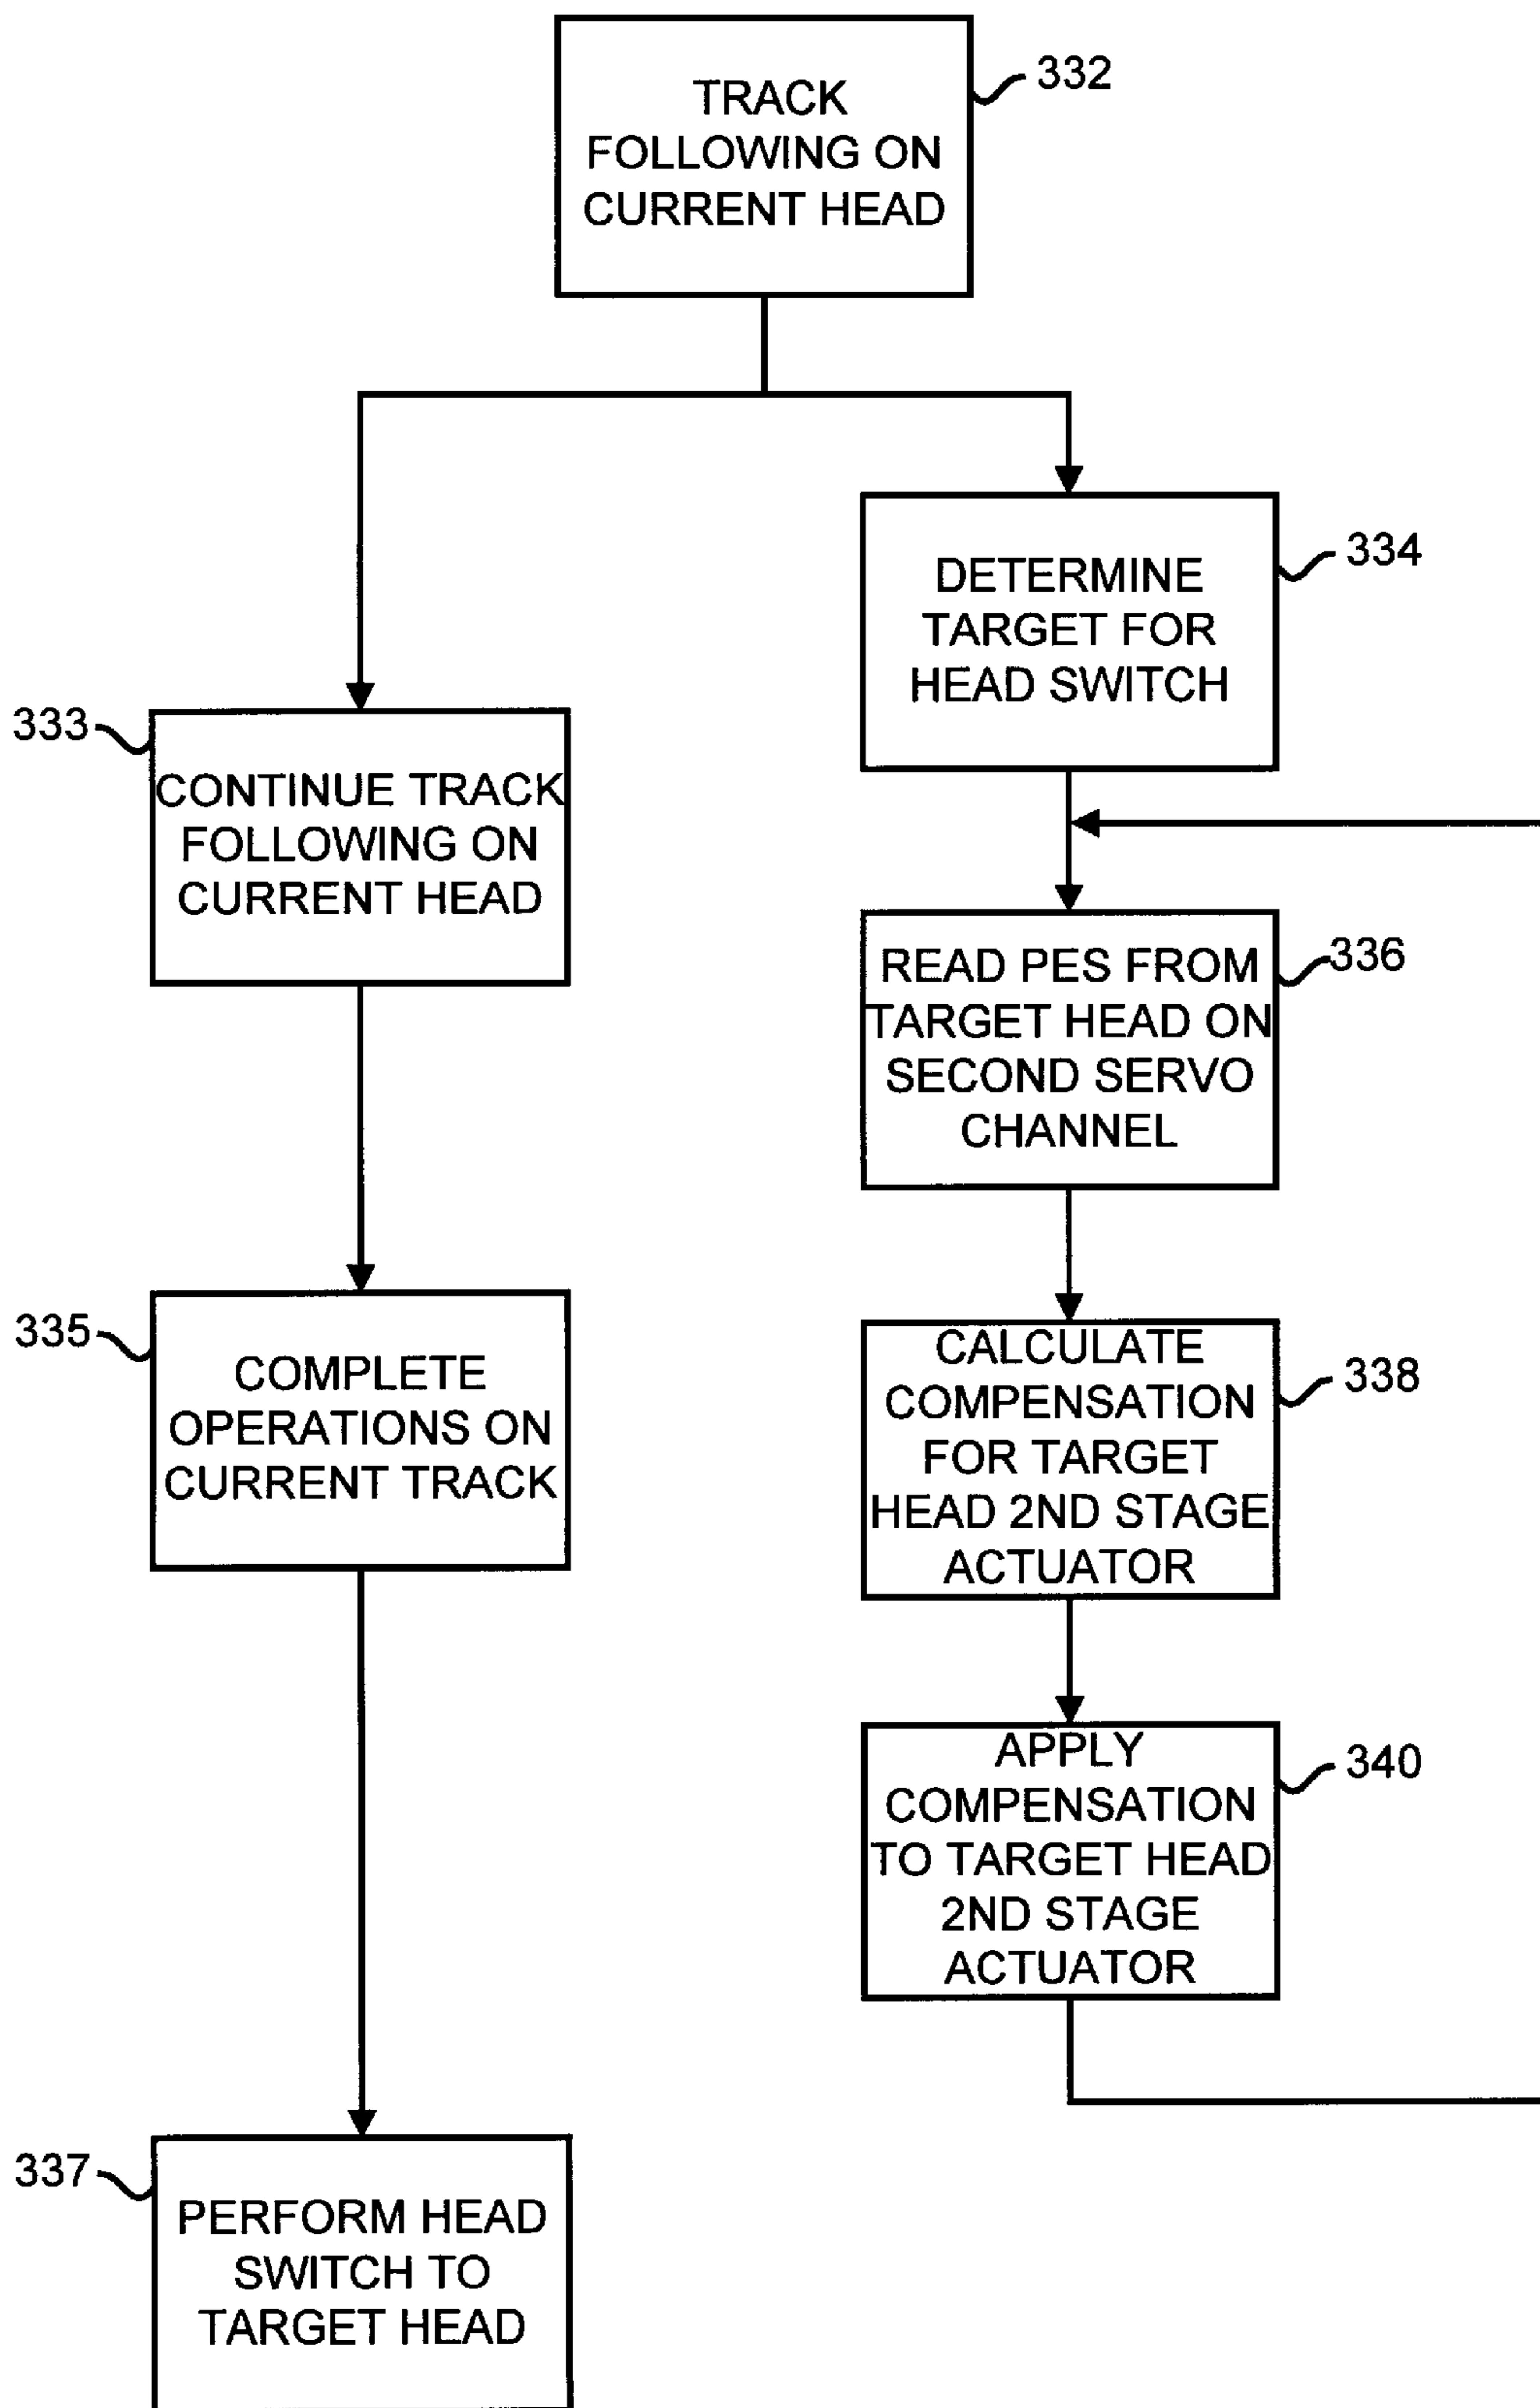 TRACK
FOLLOWING ON
CURRENT HEAD
332
DETERMINE
TARGET FOR
HEAD SWITCH
334
333
CONTINUE TRACK
FOLLOWING ON
CURRENT HEAD
READ PES FROM
TARGET HEAD ON
SECOND SERVO
CHANNEL
336
335
COMPLETE
OPERATIONS ON
CURRENT TRACK
CALCULATE
COMPENSATION
FOR TARGET
HEAD 2ND STAGE
ACTUATOR
338
APPLY
COMPENSATION
TO TARGET HEAD
2ND STAGE
ACTUATOR
340
337
PERFORM HEAD
SWITCH TO
TARGET HEAD